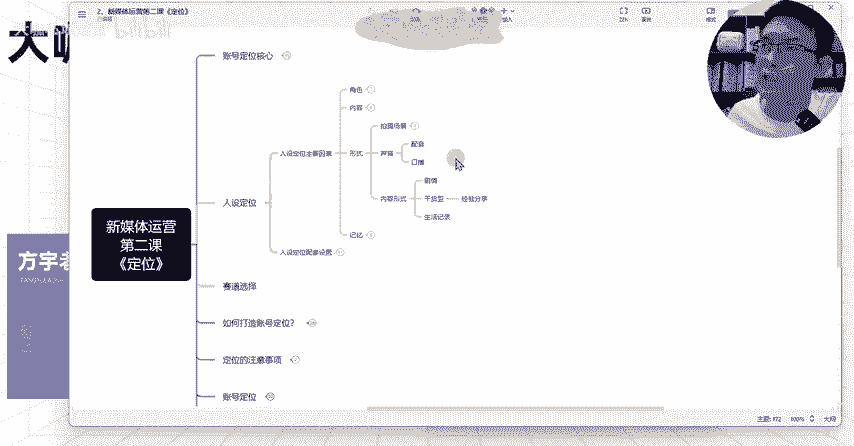 2、新媒体运营第二课《定位》
大
bilibili
账号定位核心
角色
内容
拍摄场景
配音
人设定位主要因素
形式
声音
口播
剧情
人设定位
内容形式
干货型
经验分享
生活记录
新媒体运营
第二课
《定位》
记忆
人设定位配套设置
方宇老
赛道选择
如何打造账号定位?
定位的注意事项
账号定位
100%
大纲